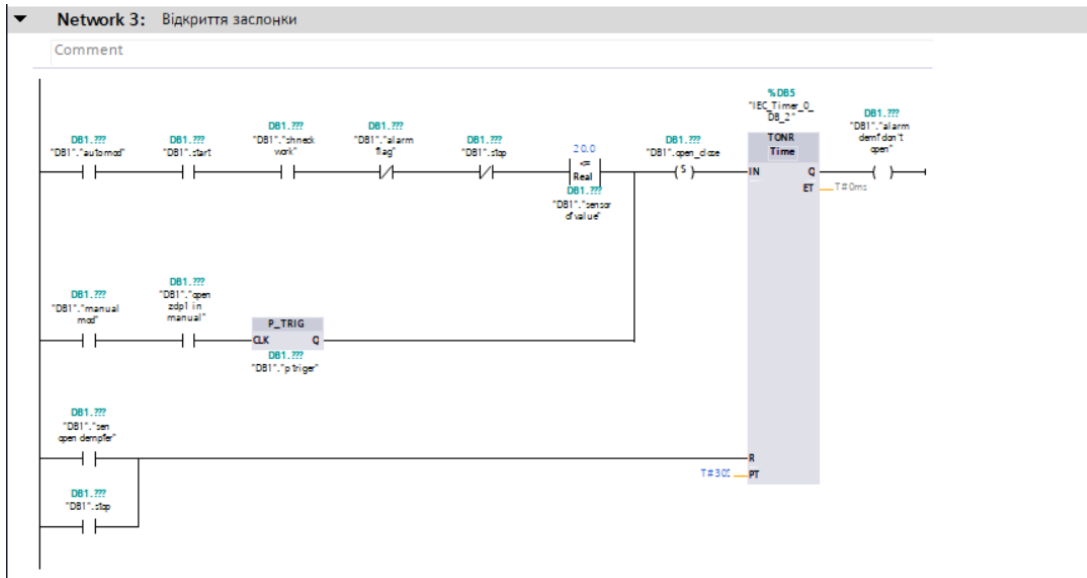 Network 3: Відкриття заслонки
Comment
%DB5
"IEC_Timer_0_
DB_2"
TONR
Time
IN
Q
ET
T#0ms
R
PT
T#30S
DB1.???
"DB1"."alarm
demf don't
open"
DB1.???
"DB1"."automod"
DB1.???
"DB1".start
DB1.???
"DB1"."shneck
work"
DB1.???
"DB1"."alarm
flag"
DB1.???
"DB1".stop
20.0
<=
Real
DB1.???
"DB1"."sensor
of value"
DB1.???
"DB1".open_close
S
DB1.???
"DB1"."manual
mod"
DB1.???
"DB1"."open
zdp1 in
manual"
P_TRIG
CLK
Q
DB1.???
"DB1"."p triger"
DB1.???
"DB1"."sen
open dempfer"
DB1.???
"DB1".stop